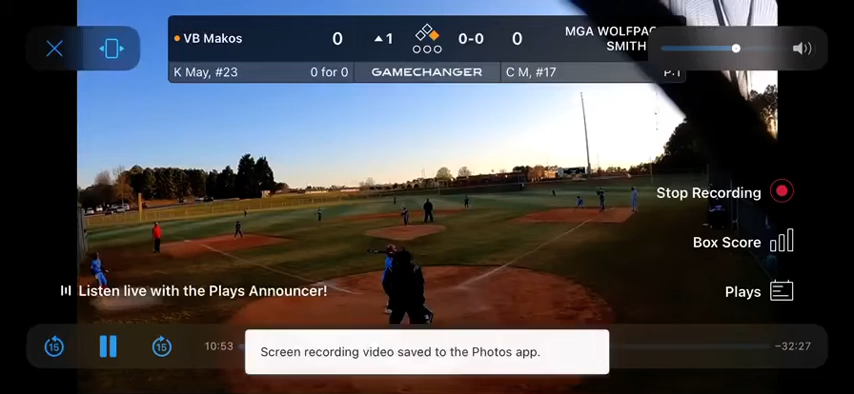 VB Makos 0 ▲1 0-0 0 MGA WOLFPAC
SMITH
K May, #23 0 for 0 GAMECHANGER C M, #17 P:1
Stop Recording
Box Score
Listen live with the Plays Announcer!
Plays
15 15 10:53 -32:27
Screen recording video saved to the Photos app.